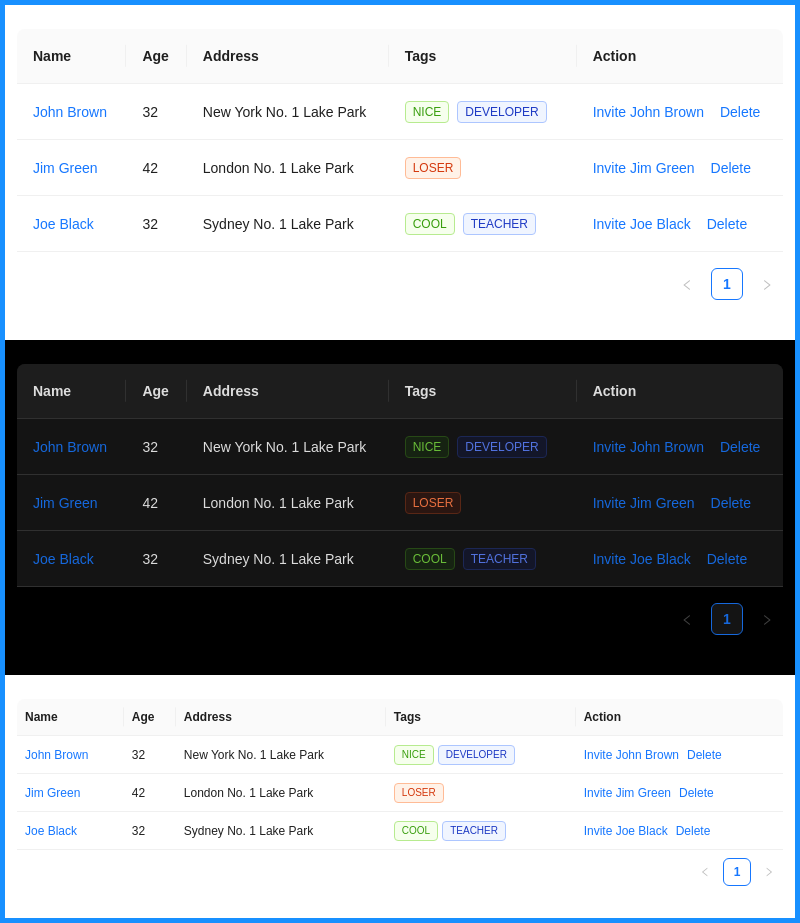 Name Age Address Tags Action
John Brown 32 New York No. 1 Lake Park NICE DEVELOPER Invite John Brown Delete
Jim Green 42 London No. 1 Lake Park LOSER Invite Jim Green Delete
Joe Black 32 Sydney No. 1 Lake Park COOL TEACHER Invite Joe Black Delete
1
Name Age Address Tags Action
John Brown 32 New York No. 1 Lake Park NICE DEVELOPER Invite John Brown Delete
Jim Green 42 London No. 1 Lake Park LOSER Invite Jim Green Delete
Joe Black 32 Sydney No. 1 Lake Park COOL TEACHER Invite Joe Black Delete
1
Name Age Address Tags Action
John Brown 32 New York No. 1 Lake Park NICE DEVELOPER Invite John Brown Delete
Jim Green 42 London No. 1 Lake Park LOSER Invite Jim Green Delete
Joe Black 32 Sydney No. 1 Lake Park COOL TEACHER Invite Joe Black Delete
1